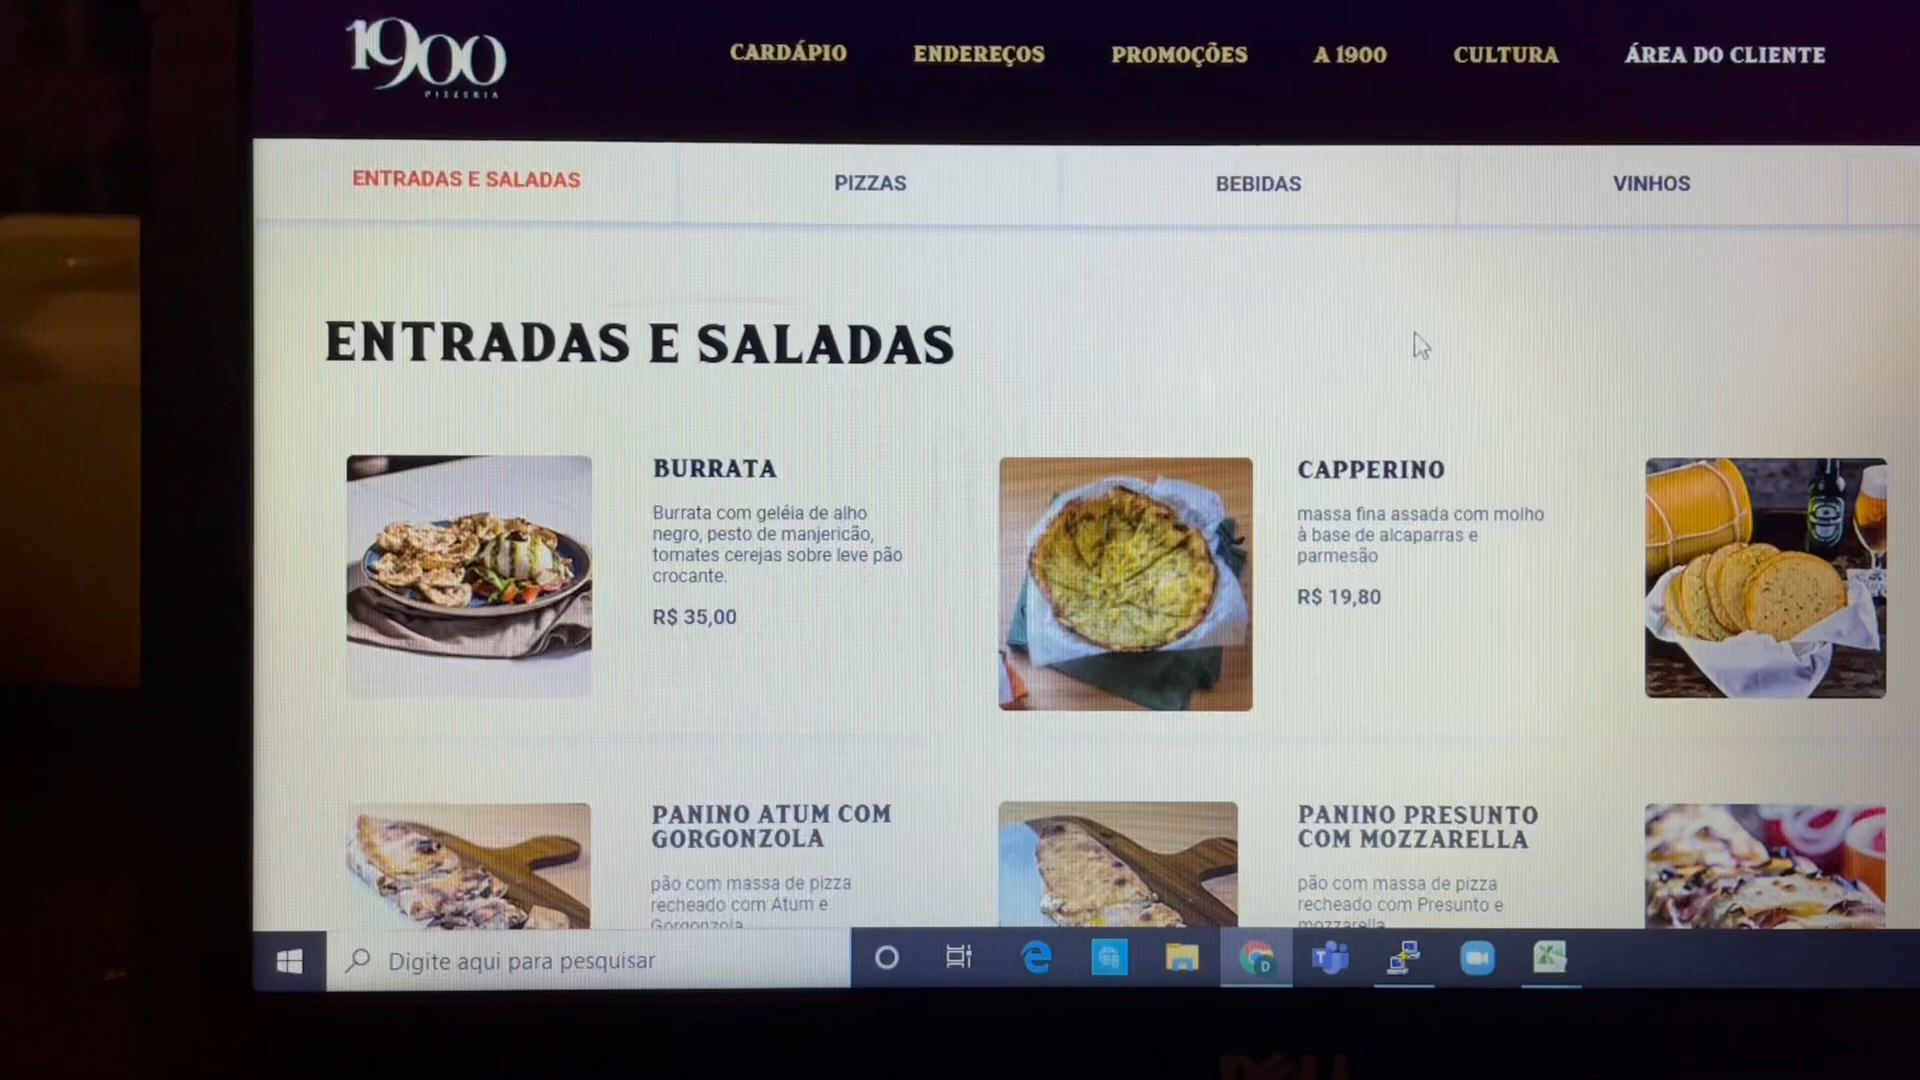 1900
PIZZERIA
CARDÁPIO
ENDEREÇOS
PROMOÇÕES
A 1900
CULTURA
ÁREA DO CLIENTE
ENTRADAS E SALADAS
PIZZAS
BEBIDAS
VINHOS
ENTRADAS E SALADAS
BURRATA
Burrata com geléia de alho
negro, pesto de manjericão,
tomates cerejas sobre leve pão
crocante.
R$ 35,00
CAPPERINO
massa fina assada com molho
à base de alcaparras e
parmesão
R$ 19,80
PANINO ATUM COM
GORGONZOLA
pão com massa de pizza
recheado com Atum e
Gorgonzola
PANINO PRESUNTO
COM MOZZARELLA
pão com massa de pizza
recheado com Presunto e
mozzarella
Digite aqui para pesquisar
D
DELL